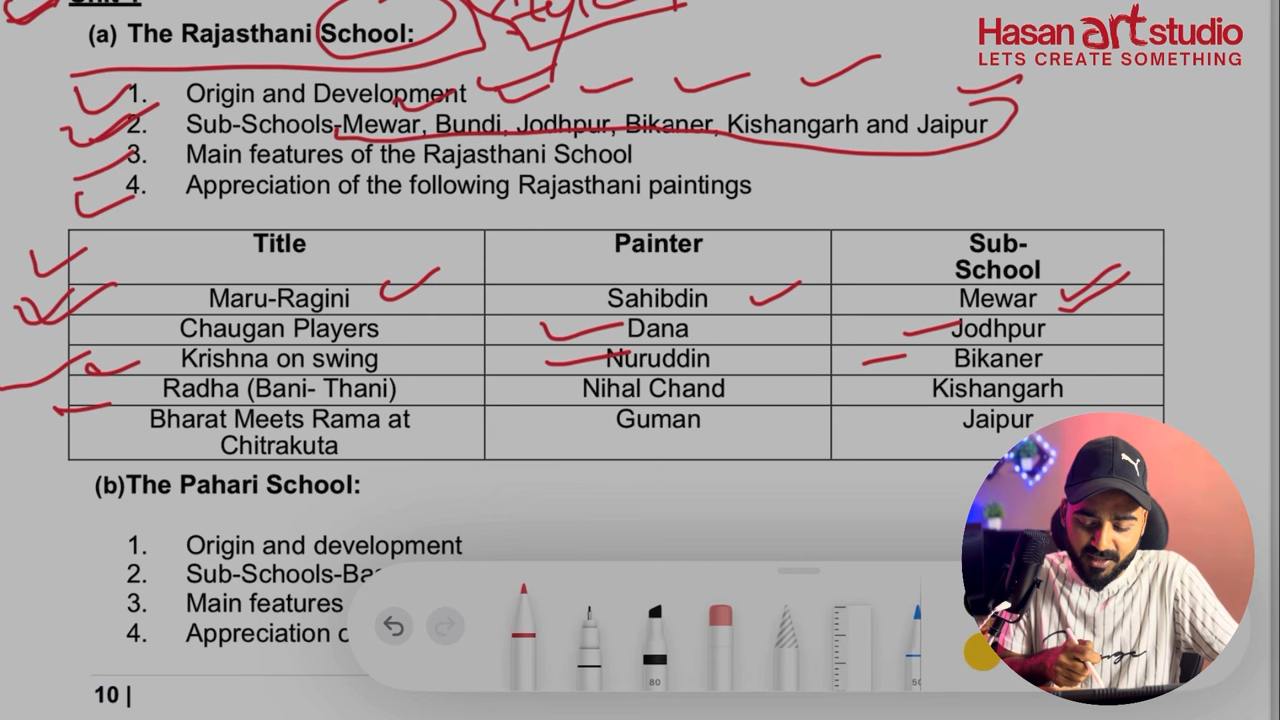 Unit-1
(a) The Rajasthani School:
Style
Hasan art studio
LETS CREATE SOMETHING
1. Origin and Development
2. Sub-Schools-Mewar, Bundi, Jodhpur, Bikaner, Kishangarh and Jaipur
3. Main features of the Rajasthani School
4. Appreciation of the following Rajasthani paintings
Title Painter Sub-
School
Maru-Ragini Sahibdin Mewar
Chaugan Players Dana Jodhpur
Krishna on swing Nuruddin Bikaner
Radha (Bani- Thani) Nihal Chand Kishangarh
Bharat Meets Rama at Guman Jaipur
Chitrakuta
(b)The Pahari School:
1. Origin and development
2. Sub-Schools-Ba
3. Main features
4. Appreciation o
80
50
10 |